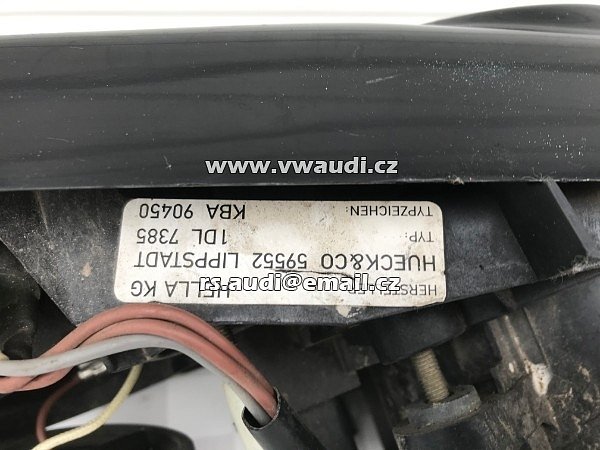 www.vwaudi.cz
HERSTELLER: HELLA KG
HUECK&CO 59552 LIPPSTADT
TYP: 1DL 7385
TYPZEICHEN: KBA 90450
rs.audi@email.cz